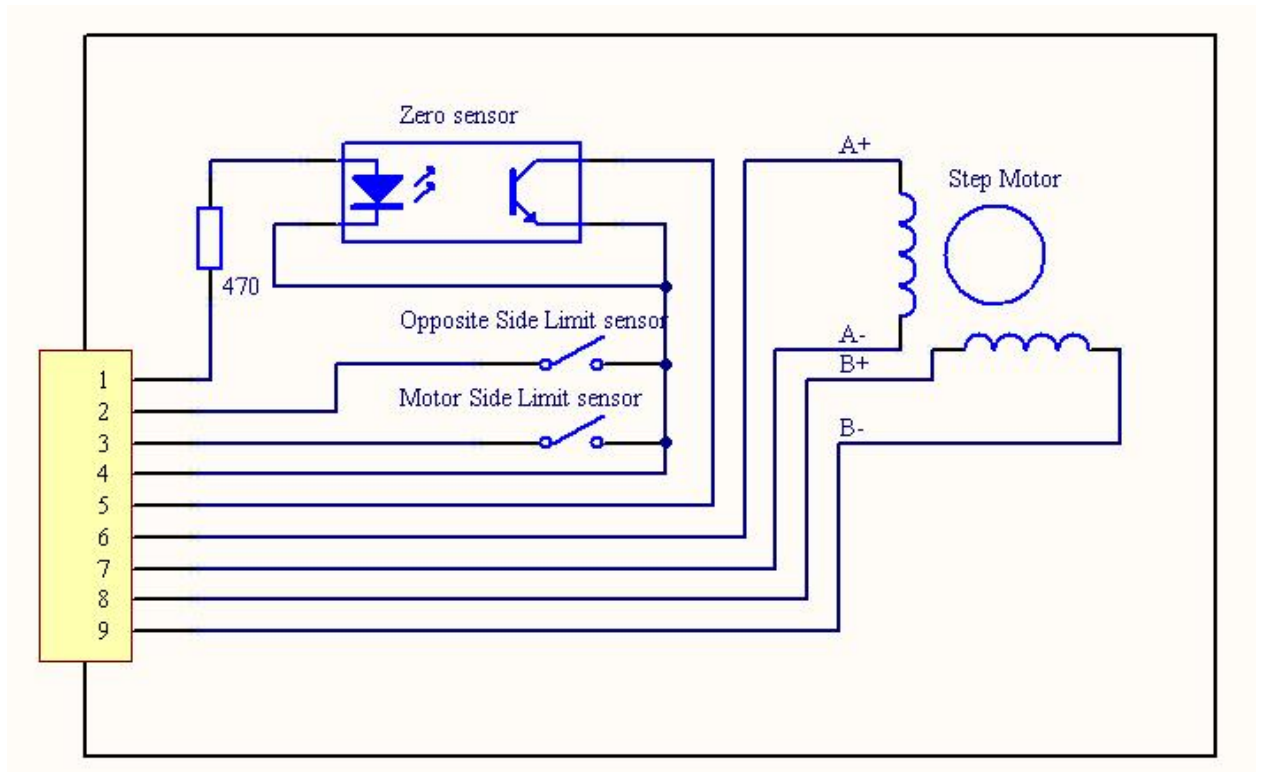 Zero sensor
A+
Step Motor
470
Opposite Side Limit sensor
A-
B+
1
Motor Side Limit sensor
2
B-
3
4
5
6
7
8
9